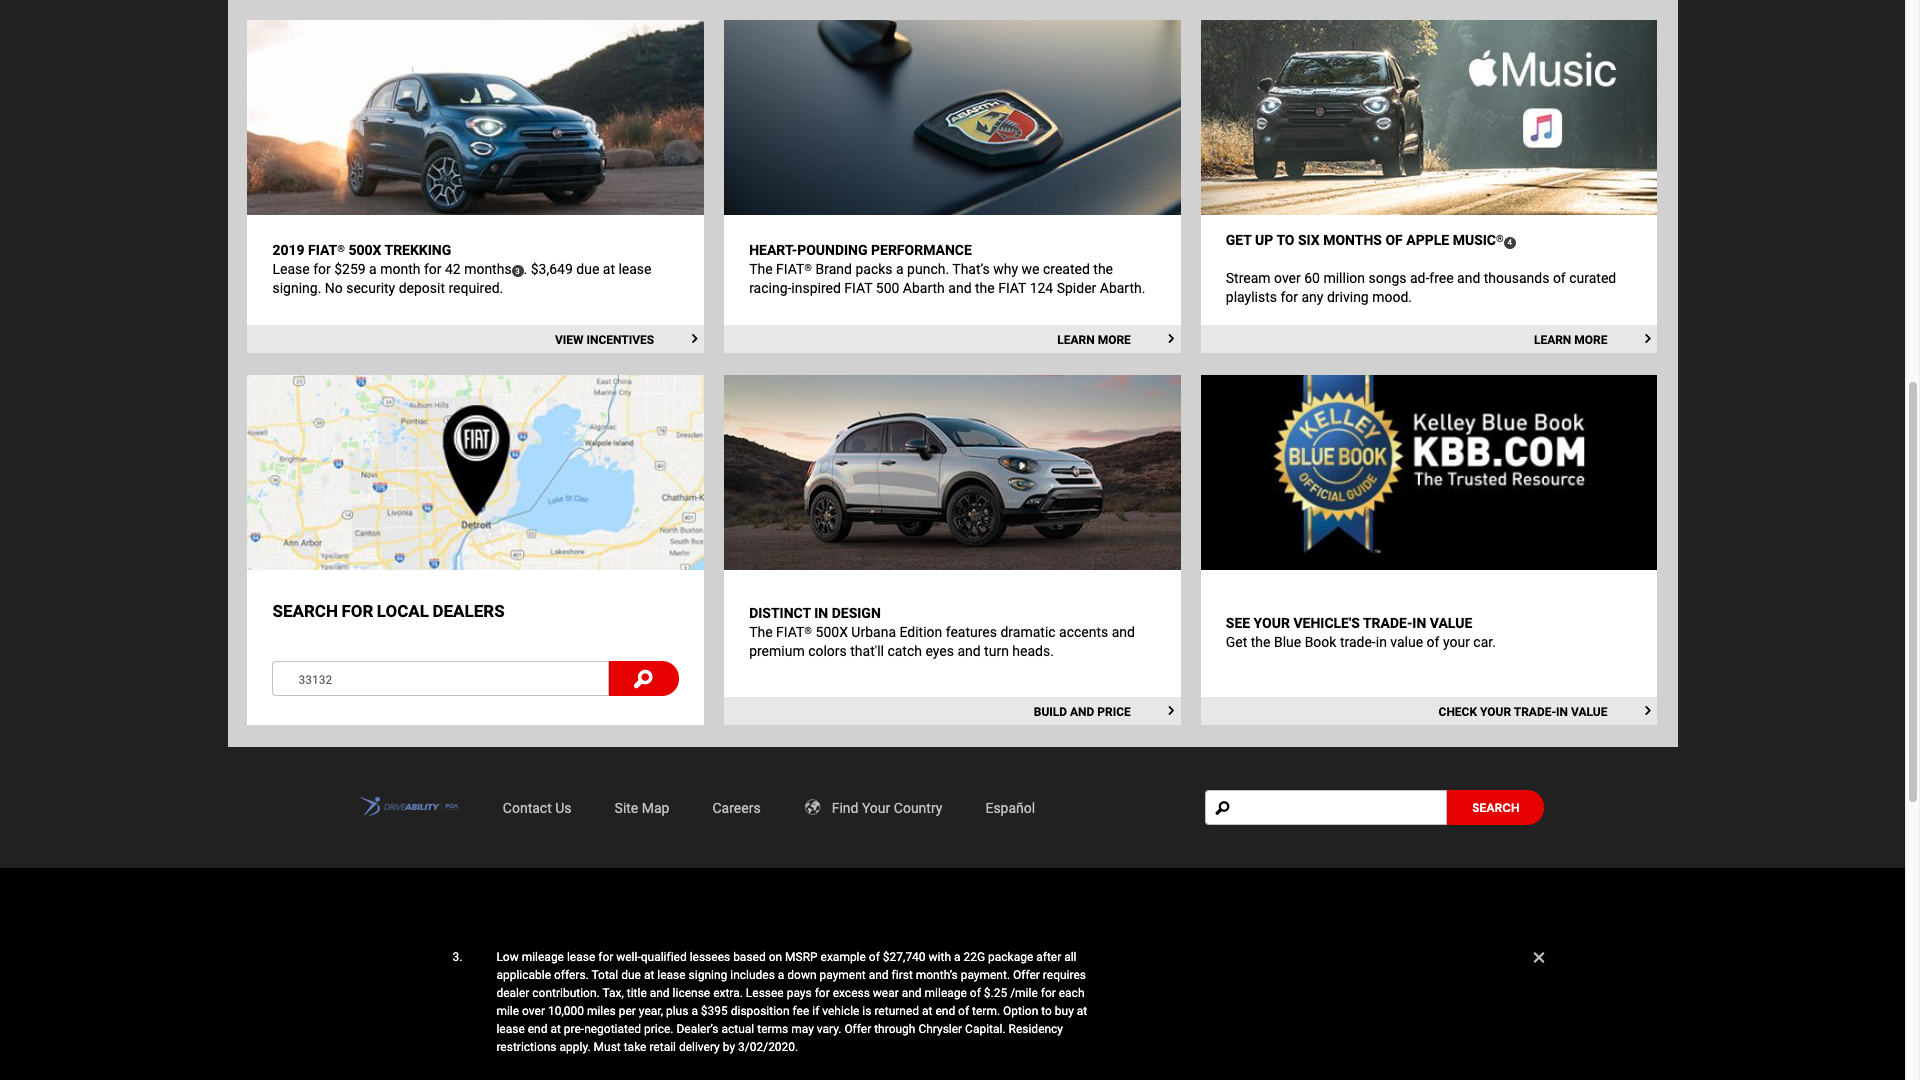 ABARTH
Music
2019 FIAT® 500X TREKKING
Lease for $259 a month for 42 months3. $3,649 due at lease
signing. No security deposit required.
VIEW INCENTIVES
HEART-POUNDING PERFORMANCE
The FIAT® Brand packs a punch. That’s why we created the
racing-inspired FIAT 500 Abarth and the FIAT 124 Spider Abarth.
LEARN MORE
GET UP TO SIX MONTHS OF APPLE MUSIC®4
Stream over 60 million songs ad-free and thousands of curated
playlists for any driving mood.
LEARN MORE
East China
Marine City
Auburn Hills
Pontiac
Algonac
Walpole Island
Dresden
Brighton
Novi
Lake St Clair
Chatham-K
Livonia
Detroit
Canton
North Buxton
South Bux
Ann Arbor
Ypsilanti
Lakeshore
Merlin
Ypsilanti
FIAT
SEARCH FOR LOCAL DEALERS
33132
DISTINCT IN DESIGN
The FIAT® 500X Urbana Edition features dramatic accents and
premium colors that'll catch eyes and turn heads.
BUILD AND PRICE
KELLEY
BLUE BOOK
OFFICIAL GUIDE
Kelley Blue Book
KBB.COM
The Trusted Resource
SEE YOUR VEHICLE'S TRADE-IN VALUE
Get the Blue Book trade-in value of your car.
CHECK YOUR TRADE-IN VALUE
DRIVEABILITY FCA
Contact Us
Site Map
Careers
Find Your Country
Español
SEARCH
3. Low mileage lease for well-qualified lessees based on MSRP example of $27,740 with a 22G package after all
applicable offers. Total due at lease signing includes a down payment and first month’s payment. Offer requires
dealer contribution. Tax, title and license extra. Lessee pays for excess wear and mileage of $.25 /mile for each
mile over 10,000 miles per year, plus a $395 disposition fee if vehicle is returned at end of term. Option to buy at
lease end at pre-negotiated price. Dealer’s actual terms may vary. Offer through Chrysler Capital. Residency
restrictions apply. Must take retail delivery by 3/02/2020.